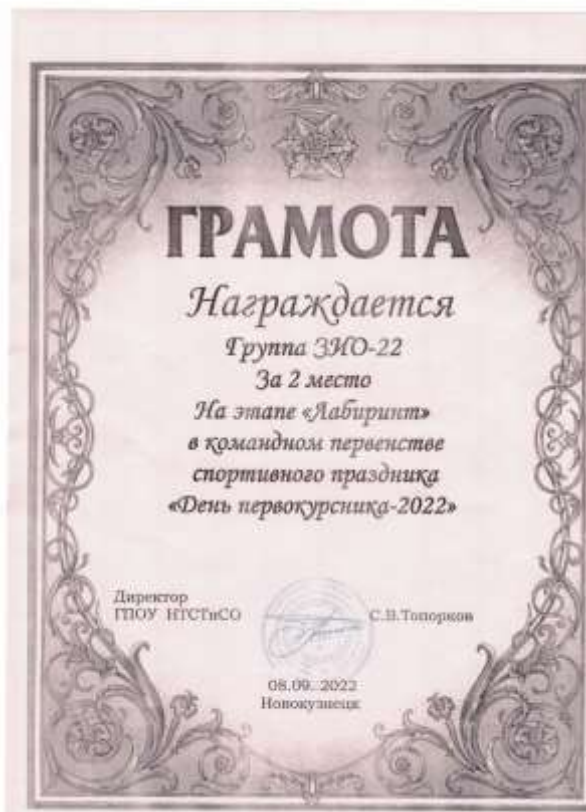 ГРАМОТА
Награждается
Группа ЗИО-22
За 2 место
На этапе «Лабиринт»
в командном первенстве
спортивного праздника
«День первокурсника-2022»
Директор
ГПОУ НТСТиСО С.В.Топорков
08.09. 2022
Новокузнецк